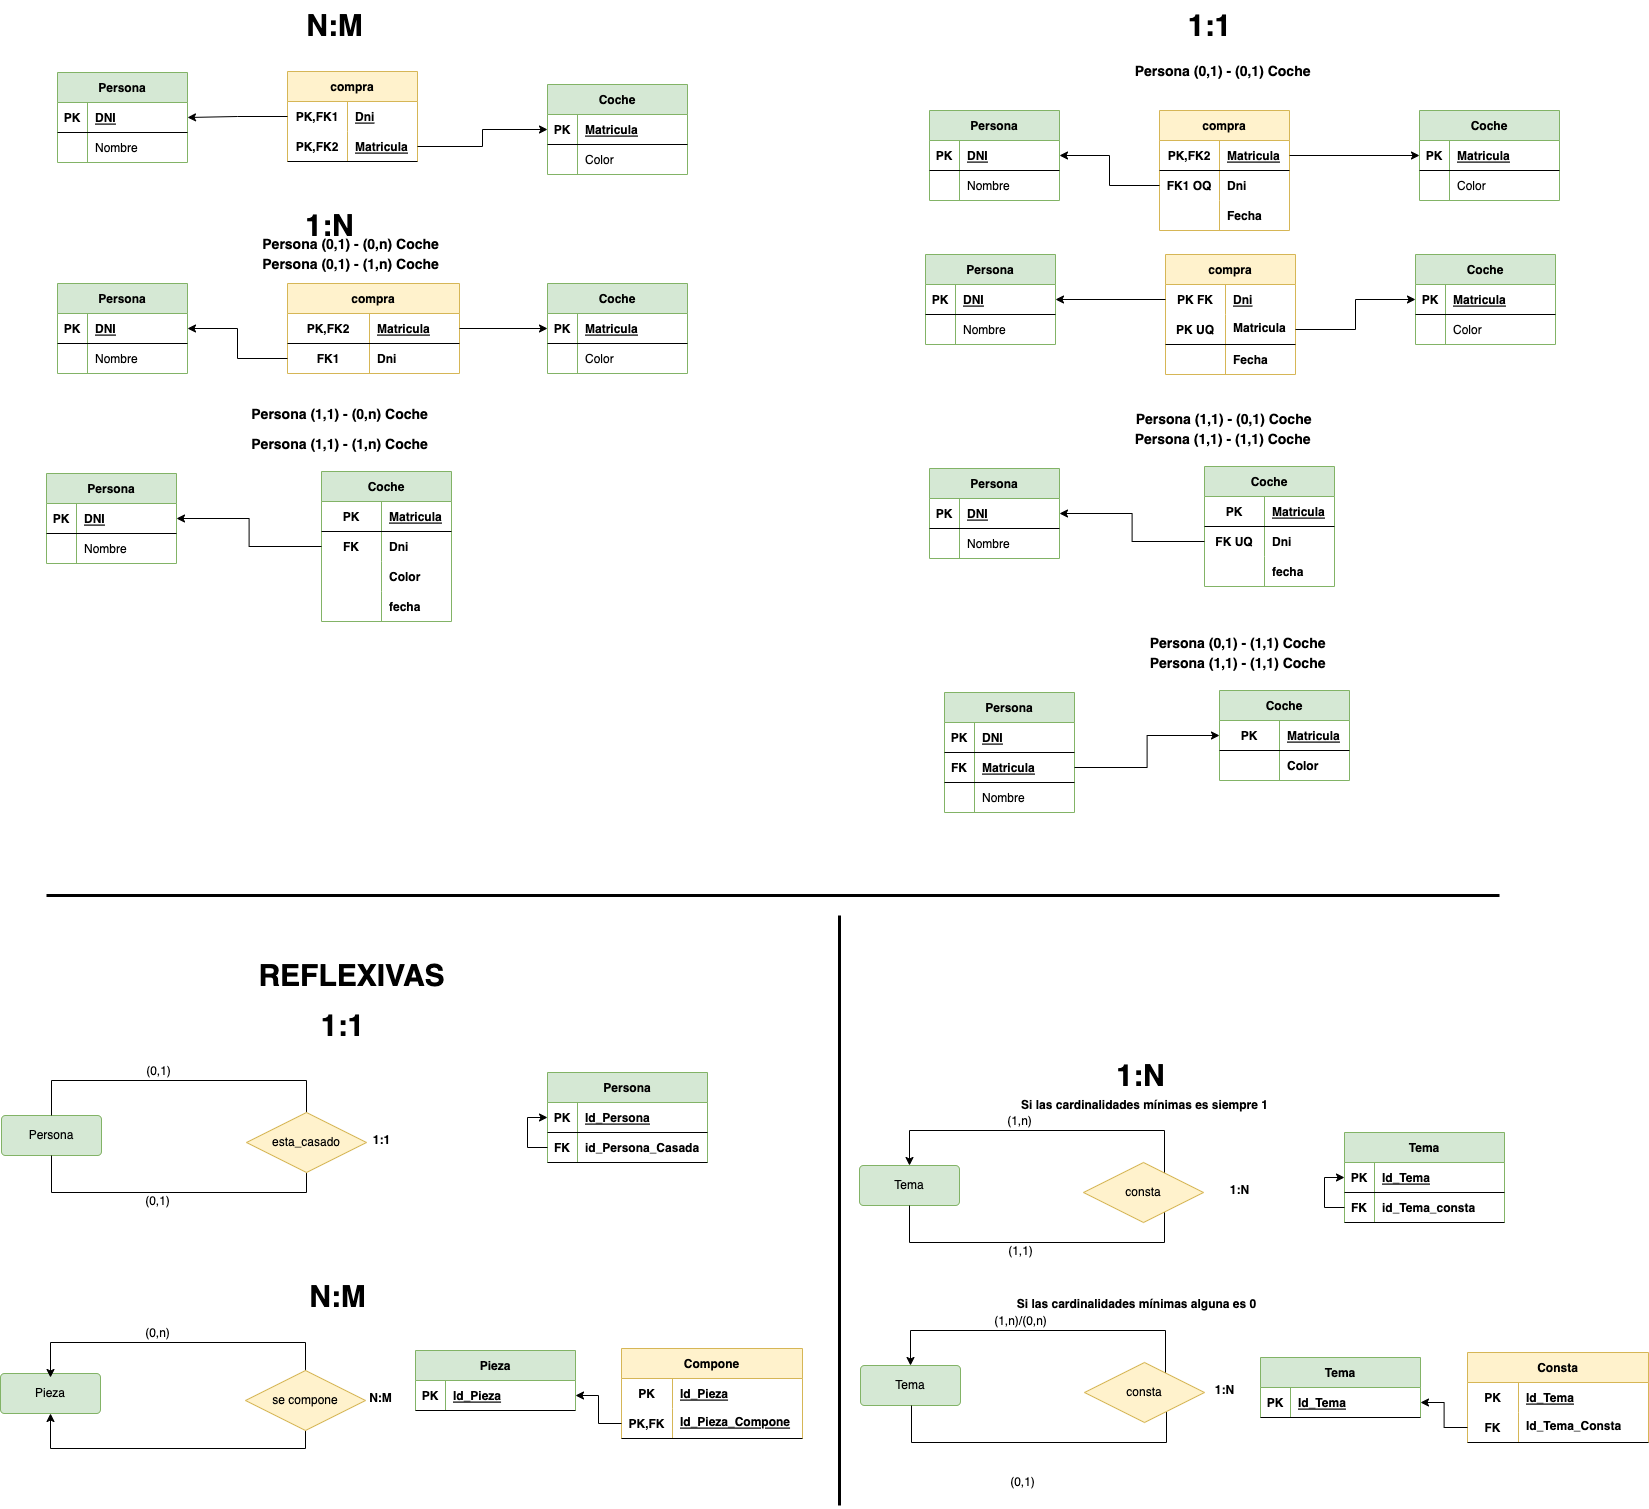 N:M
Persona
PK DNI
Nombre
compra
PK,FK1 Dni
PK,FK2 Matricula
Coche
PK Matricula
Color
1:N
Persona (0,1) - (0,n) Coche
Persona (0,1) - (1,n) Coche
Persona
PK DNI
Nombre
compra
PK,FK2 Matricula
FK1 Dni
Coche
PK Matricula
Color
Persona (1,1) - (0,n) Coche
Persona (1,1) - (1,n) Coche
Persona
PK DNI
Nombre
Coche
PK Matricula
FK Dni
Color
fecha
1:1
Persona (0,1) - (0,1) Coche
Persona
PK DNI
Nombre
compra
PK,FK2 Matricula
FK1 OQ Dni
Fecha
Coche
PK Matricula
Color
Persona
PK DNI
Nombre
compra
PK FK Dni
PK UQ Matricula
Fecha
Coche
PK Matricula
Color
Persona (1,1) - (0,1) Coche
Persona (1,1) - (1,1) Coche
Persona
PK DNI
Nombre
Coche
PK Matricula
FK UQ Dni
fecha
Persona (0,1) - (1,1) Coche
Persona (1,1) - (1,1) Coche
Persona
PK DNI
FK Matricula
Nombre
Coche
PK Matricula
Color
REFLEXIVAS
1:1
(0,1)
Persona
esta_casado
1:1
(0,1)
Persona
PK Id_Persona
FK id_Persona_Casada
N:M
(0,n)
Pieza
se compone
N:M
Pieza
PK Id_Pieza
Compone
PK Id_Pieza
PK,FK Id_Pieza_Compone
1:N
Si las cardinalidades mínimas es siempre 1
(1,n)
Tema
consta
1:N
(1,1)
Tema
PK Id_Tema
FK id_Tema_consta
Si las cardinalidades mínimas alguna es 0
(1,n)/(0,n)
Tema
consta
1:N
(0,1)
Tema
PK Id_Tema
Consta
PK Id_Tema
FK Id_Tema_Consta